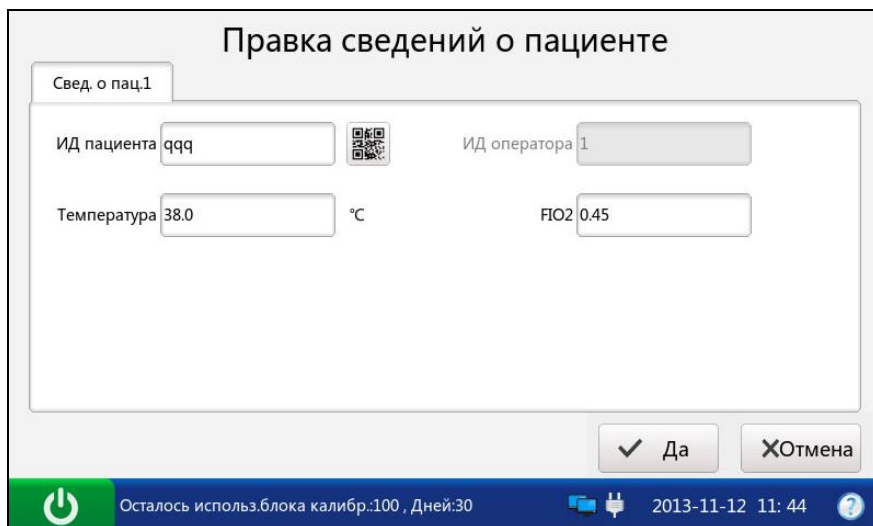 Правка сведений о пациенте
Свед. о пац.1
ИД пациента qqq ИД оператора 1
Температура 38.0 °C FIO2 0.45
Да Отмена
Осталось использ.блока калибр.:100 , Дней:30 2013-11-12 11: 44 ?